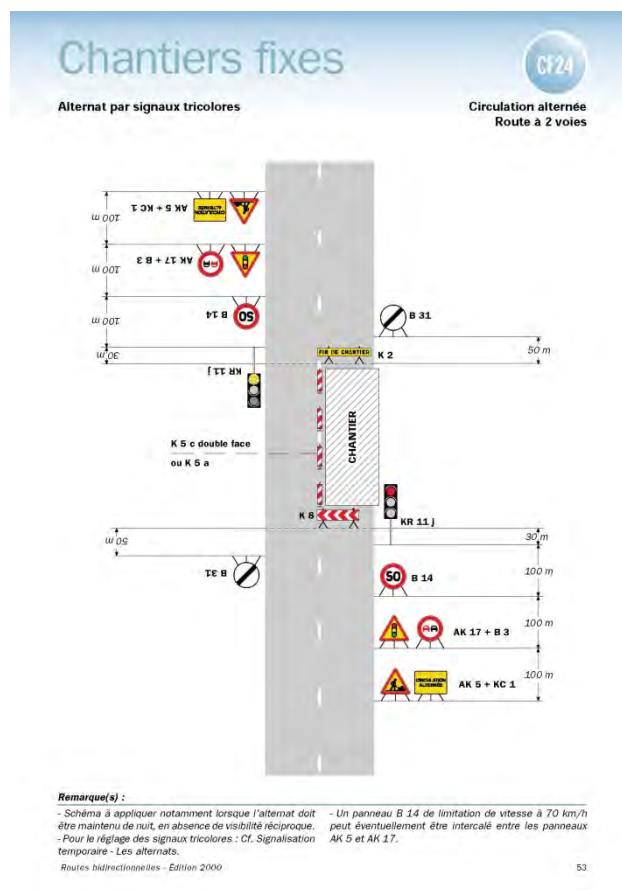 Chantiers fixes
CF24
Alternat par signaux tricolores
Circulation alternée
Route à 2 voies
100 m
AK 5 + KC 1
CIRCULATION
ALTERNÉE
100 m
AK 17 + B 3
100 m
B 14
50
B 31
30 m
FIN DE CHANTIER
K 2
50 m
KR 11 j
CHANTIER
K 5 c double face
ou K 5 a
K 8
KR 11 j
50 m
30 m
B 31
50
B 14
100 m
AK 17 + B 3
100 m
CIRCULATION
ALTERNÉE
AK 5 + KC 1
100 m
Remarque(s) :
- Schéma à appliquer notamment lorsque l'alternat doit
être maintenu de nuit, en absence de visibilité réciproque.
- Pour le réglage des signaux tricolores : Cf. Signalisation
temporaire - Les alternats.
- Un panneau B 14 de limitation de vitesse à 70 km/h
peut éventuellement être intercalé entre les panneaux
AK 5 et AK 17.
Routes bidirectionnelles - Édition 2000
53